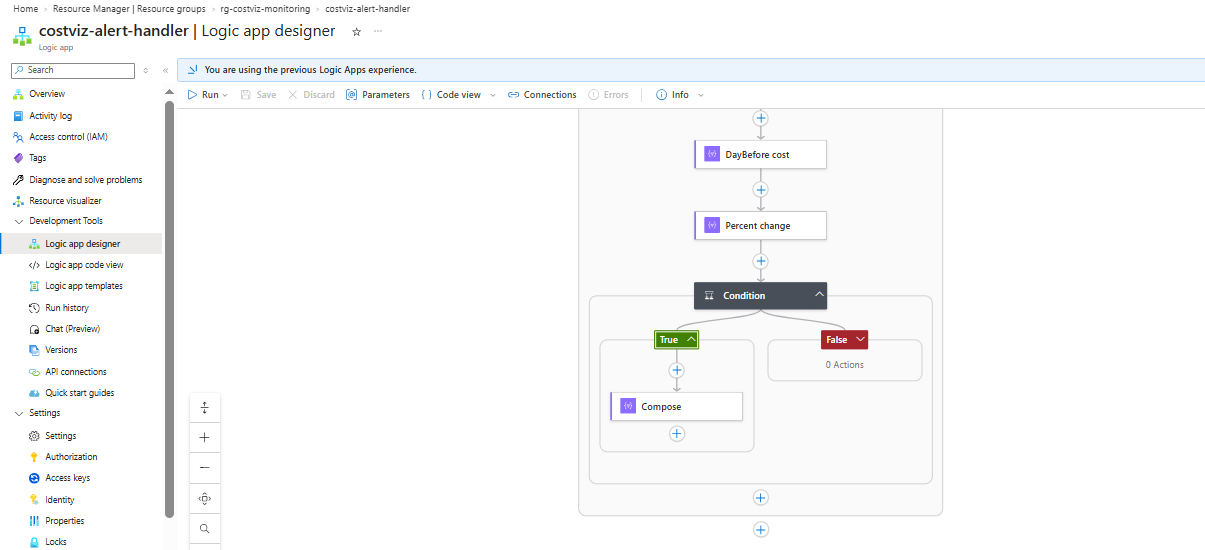 Home › Resource Manager | Resource groups › rg-costviz-monitoring › costviz-alert-handler
costviz-alert-handler | Logic app designer ☆ ···
Logic app
Search
You are using the previous Logic Apps experience.
Run Save Discard Parameters Code view Connections Errors Info
Overview
Activity log
Access control (IAM)
Tags
Diagnose and solve problems
Resource visualizer
Development Tools
Logic app designer
Logic app code view
Logic app templates
Run history
Chat (Preview)
Versions
API connections
Quick start guides
Settings
Settings
Authorization
Access keys
Identity
Properties
Locks
DayBefore cost
Percent change
Condition
True
False
0 Actions
Compose